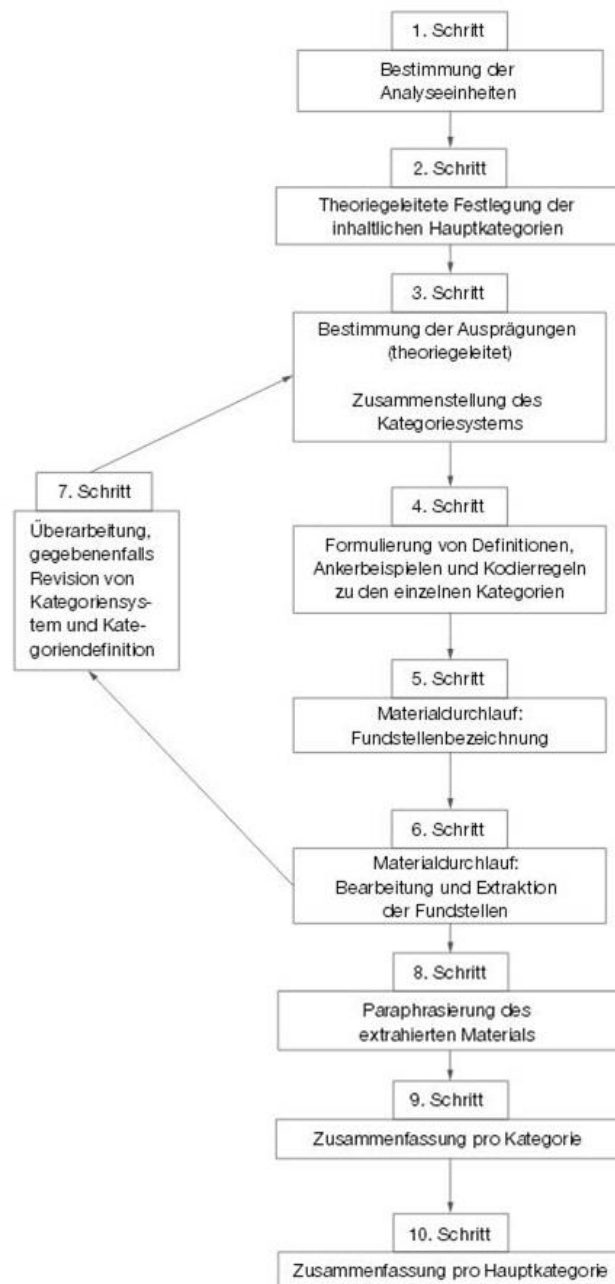 1. Schritt
Bestimmung der
Analyseeinheiten
2. Schritt
Theoriegeleitete Festlegung der
inhaltlichen Hauptkategorien
3. Schritt
Bestimmung der Ausprägungen
(theoriegeleitet)
Zusammenstellung des
Kategoriesystems
4. Schritt
Formulierung von Definitionen,
Ankerbeispielen und Kodierregeln
zu den einzelnen Kategorien
5. Schritt
Materialdurchlauf:
Fundstellenbezeichnung
6. Schritt
Materialdurchlauf:
Bearbeitung und Extraktion
der Fundstellen
7. Schritt
Überarbeitung,
gegebenenfalls
Revision von
Kategoriensys-
tem und Kate-
goriendefinition
8. Schritt
Paraphrasierung des
extrahierten Materials
9. Schritt
Zusammenfassung pro Kategorie
10. Schritt
Zusammenfassung pro Hauptkategorie